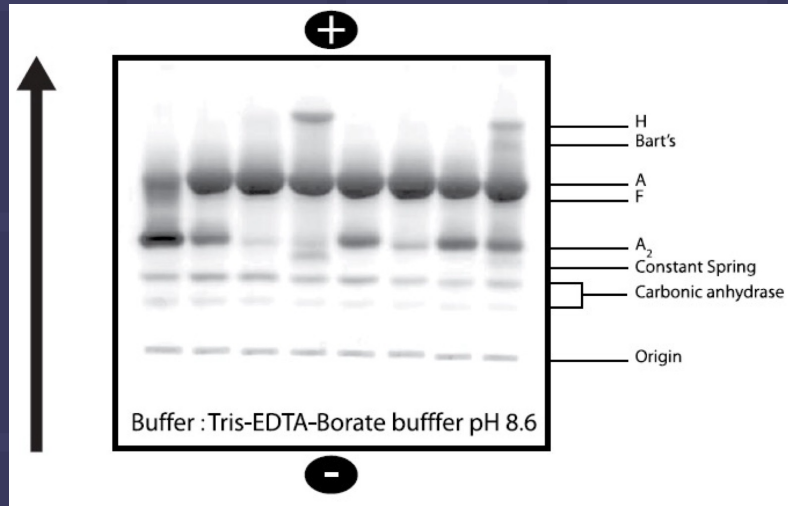 +
H
Bart's
A
F
A2
Constant Spring
Carbonic anhydrase
Origin
Buffer : Tris-EDTA-Borate bufffer pH 8.6
-